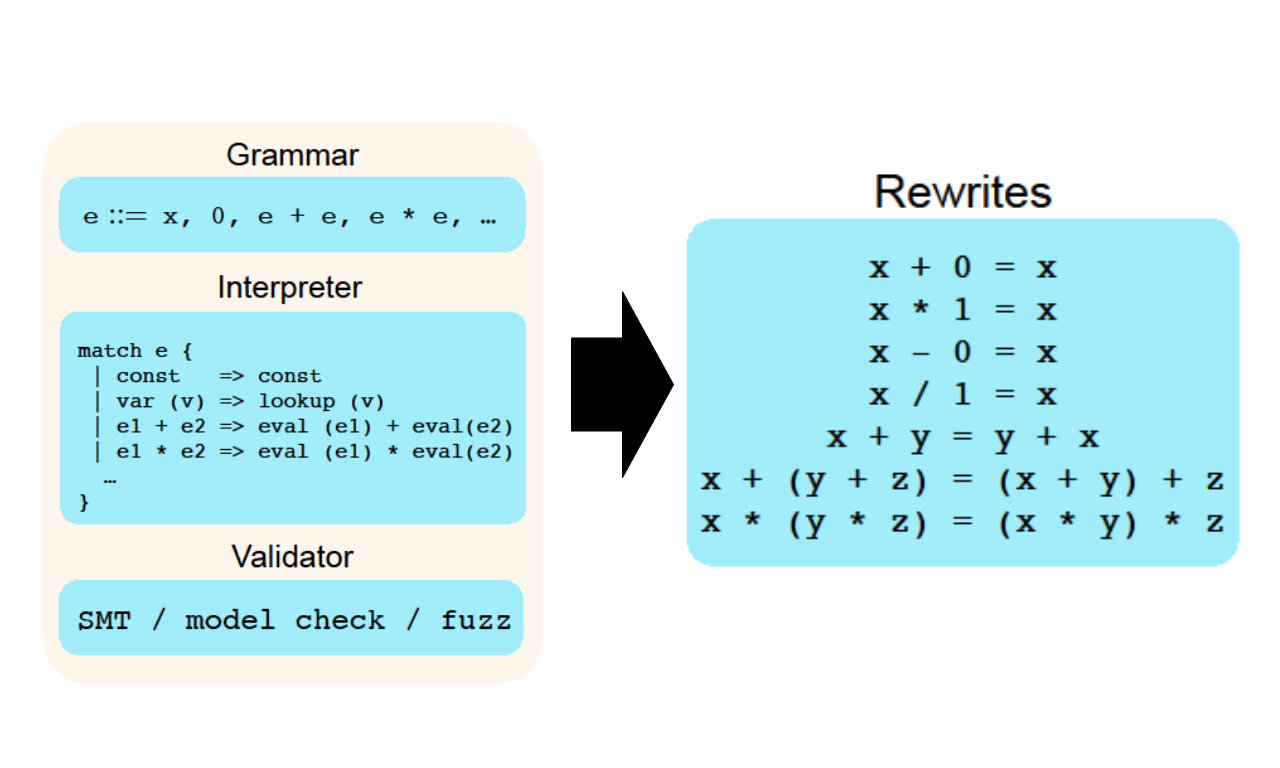 Grammar
e ::= x, 0, e + e, e * e, …
Interpreter
match e {
| const => const
| var (v) => lookup (v)
| e1 + e2 => eval (e1) + eval(e2)
| e1 * e2 => eval (e1) * eval(e2)
…
}
Validator
SMT / model check / fuzz
Rewrites
x + 0 = x
x * 1 = x
x – 0 = x
x / 1 = x
x + y = y + x
x + (y + z) = (x + y) + z
x * (y * z) = (x * y) * z